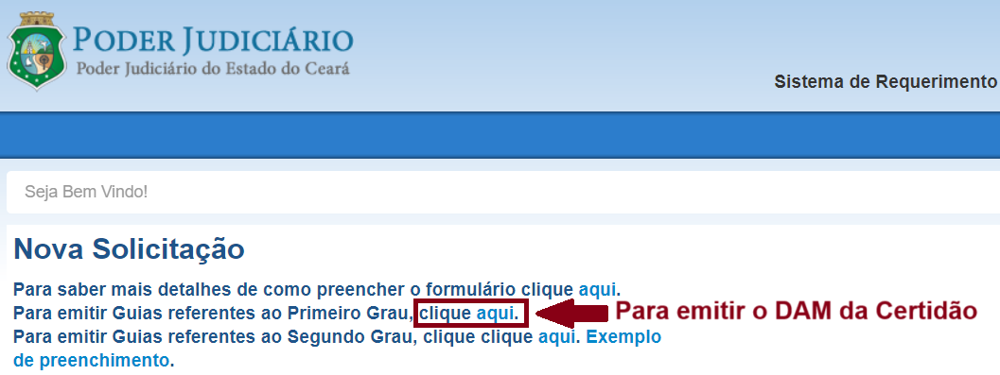 PODER JUDICIÁRIO
Poder Judiciário do Estado do Ceará
Sistema de Requerimento
Seja Bem Vindo!
Nova Solicitação
Para saber mais detalhes de como preencher o formulário clique aqui.
Para emitir Guias referentes ao Primeiro Grau, clique aqui. Para emitir o DAM da Certidão
Para emitir Guias referentes ao Segundo Grau, clique clique aqui. Exemplo
de preenchimento.